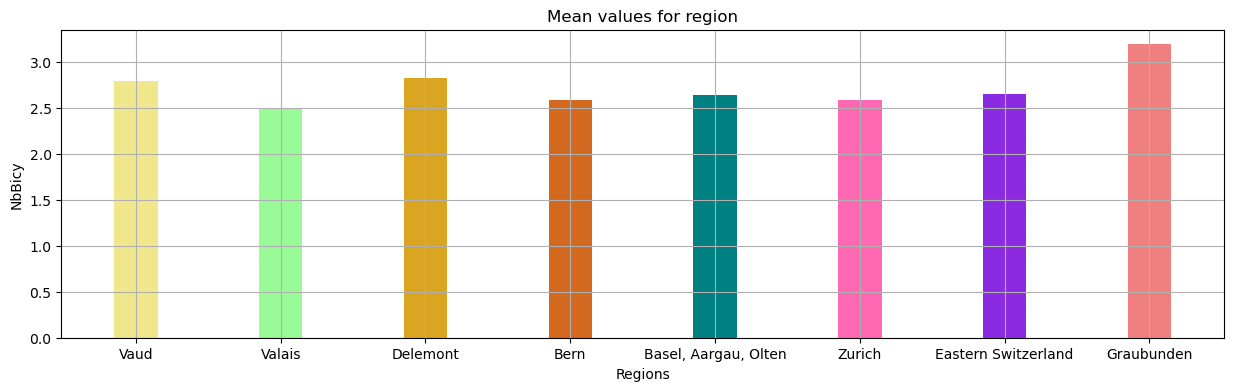 Mean values for region
NbBicy
3.0
2.5
2.0
1.5
1.0
0.5
0.0
Vaud Valais Delemont Bern Basel, Aargau, Olten Zurich Eastern Switzerland Graubunden
Regions